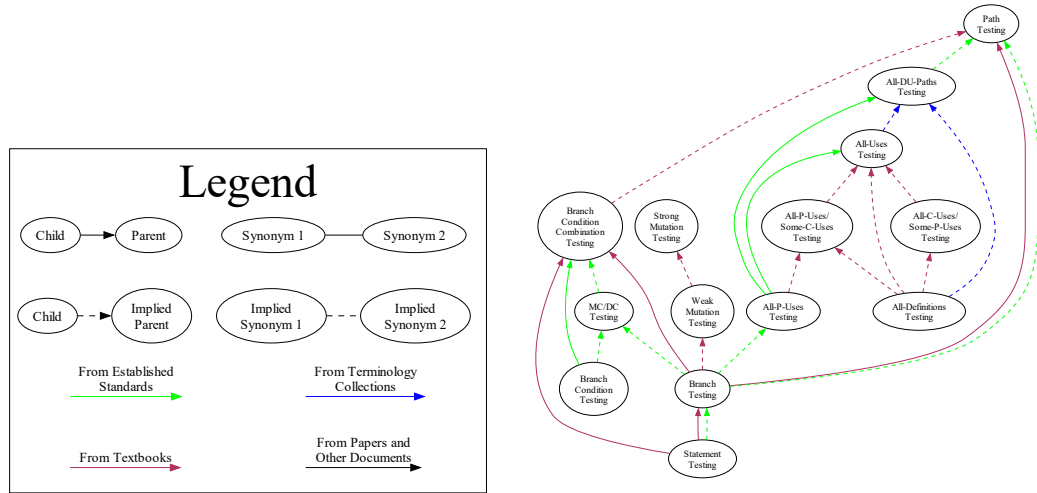 Legend
Child
Parent
Synonym 1
Synonym 2
Child
Implied
Parent
Implied
Synonym 1
Implied
Synonym 2
From Established
Standards
From Terminology
Collections
From Textbooks
From Papers and
Other Documents
Path
Testing
All-DU-Paths
Testing
All-Uses
Testing
Branch
Condition
Combination
Testing
Strong
Mutation
Testing
All-P-Uses/
Some-C-Uses
Testing
All-C-Uses/
Some-P-Uses
Testing
MC/DC
Testing
Weak
Mutation
Testing
All-P-Uses
Testing
All-Definitions
Testing
Branch
Condition
Testing
Branch
Testing
Statement
Testing